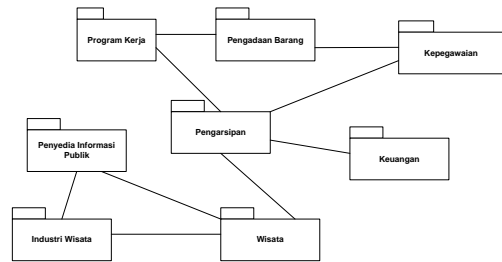 Program Kerja
Pengadaan Barang
Kepegawaian
Pengarsipan
Penyedia Informasi
Publik
Keuangan
Industri Wisata
Wisata